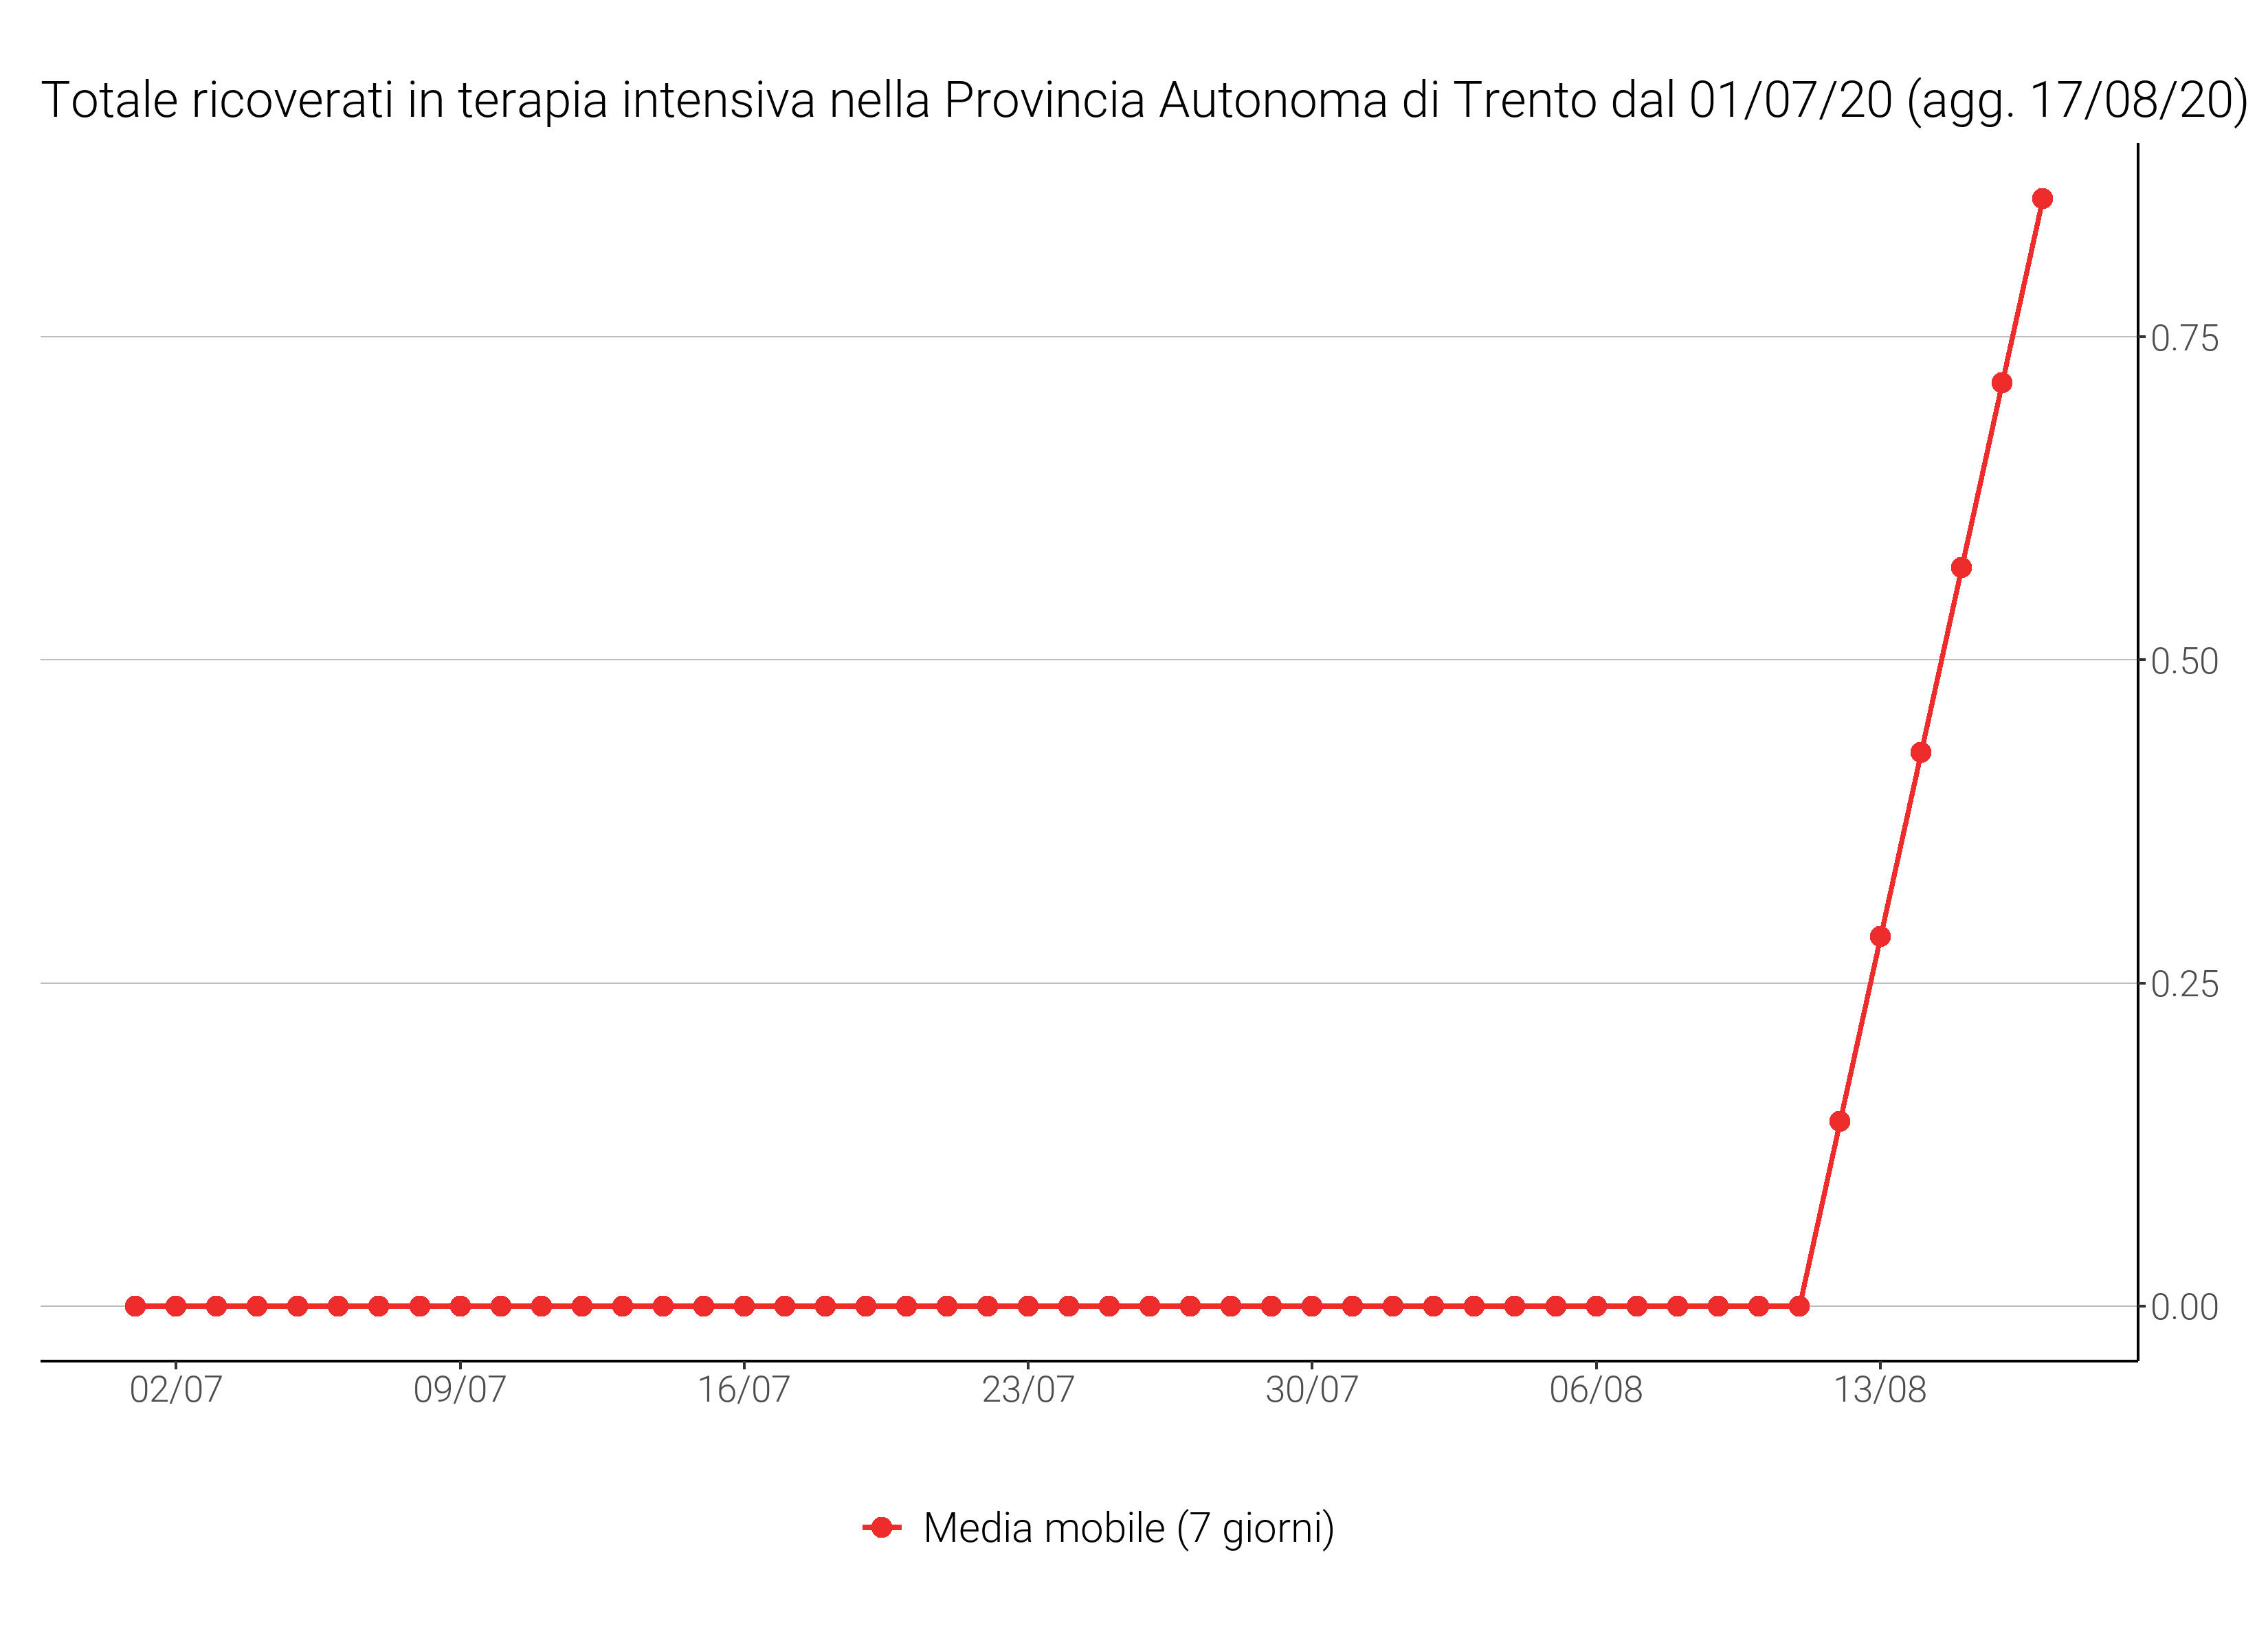 Totale ricoverati in terapia intensiva nella Provincia Autonoma di Trento dal 01/07/20 (agg. 17/08/20)
0.75
0.50
0.25
0.00
02/07 09/07 16/07 23/07 30/07 06/08 13/08
Media mobile (7 giorni)